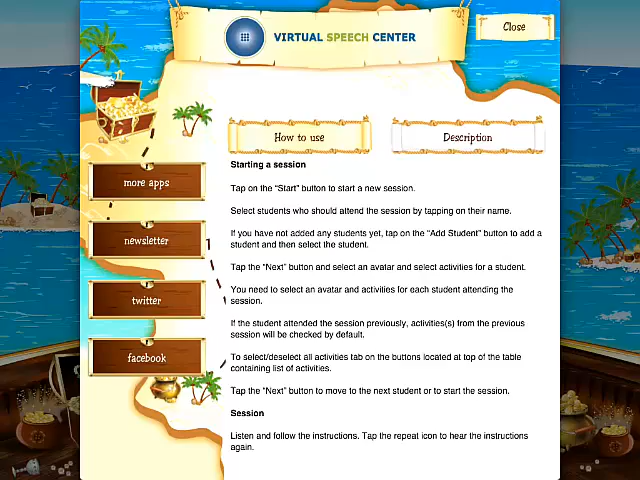 VIRTUAL SPEECH CENTER
Close
How to use
Description
more apps
newsletter
twitter
facebook
Starting a session
Tap on the “Start” button to start a new session.
Select students who should attend the session by tapping on their name.
If you have not added any students yet, tap on the “Add Student” button to add a
student and then select the student.
Tap the “Next” button and select an avatar and select activities for a student.
You need to select an avatar and activities for each student attending the
session.
If the student attended the session previously, activities(s) from the previous
session will be checked by default.
To select/deselect all activities tab on the buttons located at top of the table
containing list of activities.
Tap the “Next” button to move to the next student or to start the session.
Session
Listen and follow the instructions. Tap the repeat icon to hear the instructions
again.